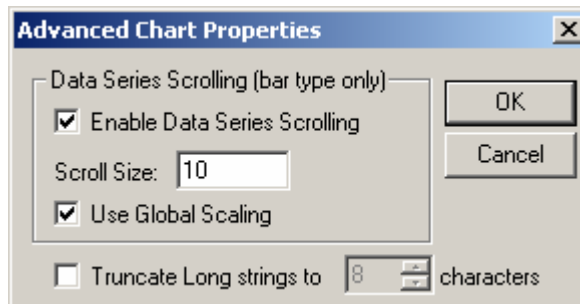 Advanced Chart Properties
Data Series Scrolling (bar type only)
Enable Data Series Scrolling
Scroll Size: 10
Use Global Scaling
Truncate Long strings to 8 characters
OK
Cancel